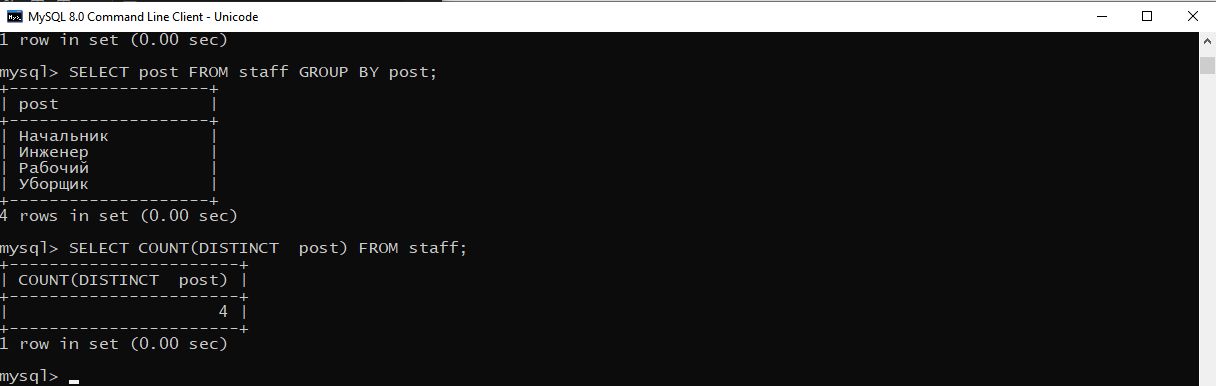 MySQL 8.0 Command Line Client - Unicode
1 row in set (0.00 sec)
mysql> SELECT post FROM staff GROUP BY post;
+--------------------+
| post               |
+--------------------+
| Начальник          |
| Инженер            |
| Рабочий            |
| Уборщик            |
+--------------------+
4 rows in set (0.00 sec)
mysql> SELECT COUNT(DISTINCT  post) FROM staff;
+-----------------------+
| COUNT(DISTINCT  post) |
+-----------------------+
|                     4 |
+-----------------------+
1 row in set (0.00 sec)
mysql>